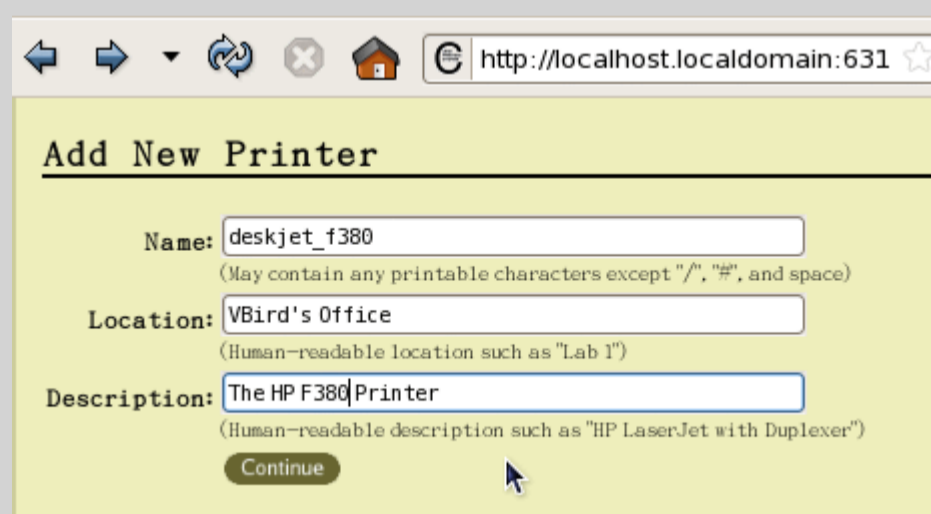 http://localhost.localdomain:631
Add New Printer
Name: deskjet_f380
(May contain any printable characters except "/", "#", and space)
Location: VBird's Office
(Human-readable location such as "Lab 1")
Description: The HP F380 Printer
(Human-readable description such as "HP LaserJet with Duplexer")
Continue